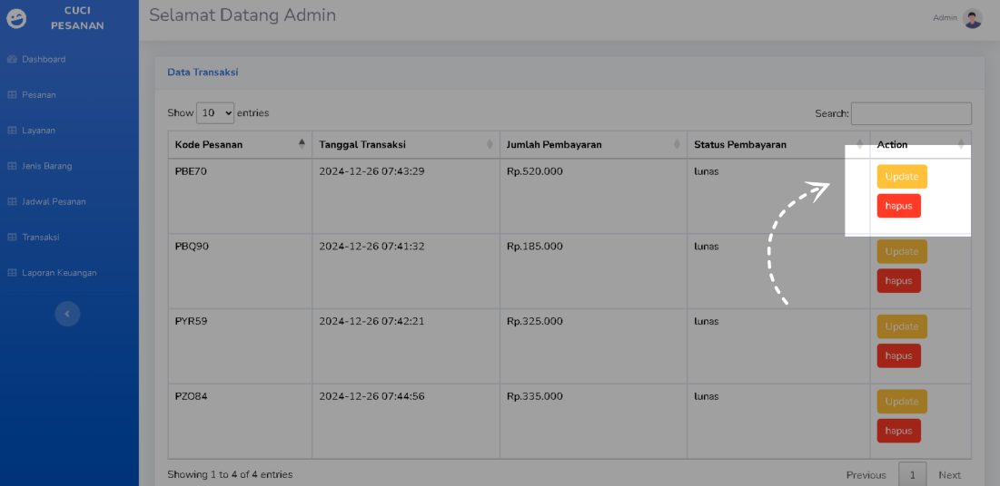 CUCI
PESANAN
Selamat Datang Admin
Admin
Dashboard
Pesanan
Layanan
Jenis Barang
Jadwal Pesanan
Transaksi
Laporan Keuangan
Data Transaksi
Show 10 entries
Search:
Kode Pesanan Tanggal Transaksi Jumlah Pembayaran Status Pembayaran Action
PBE70 2024-12-26 07:43:29 Rp.520.000 lunas Update
hapus
PBQ90 2024-12-26 07:41:32 Rp.185.000 lunas Update
hapus
PYR59 2024-12-26 07:42:21 Rp.325.000 lunas Update
hapus
PZO84 2024-12-26 07:44:56 Rp.335.000 lunas Update
hapus
Showing 1 to 4 of 4 entries
Previous 1 Next